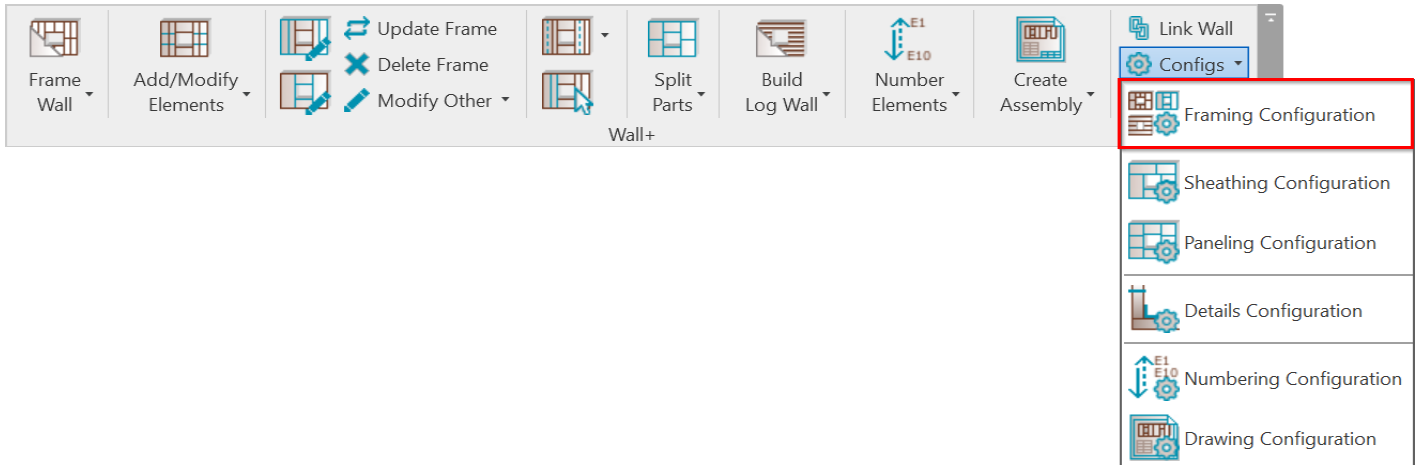 Frame
Wall
Add/Modify
Elements
Update Frame
Delete Frame
Modify Other
Split
Parts
Build
Log Wall
E1
E10
Number
Elements
Create
Assembly
Link Wall
Configs
Wall+
Framing Configuration
Sheathing Configuration
Paneling Configuration
Details Configuration
E1
E10
Numbering Configuration
Drawing Configuration